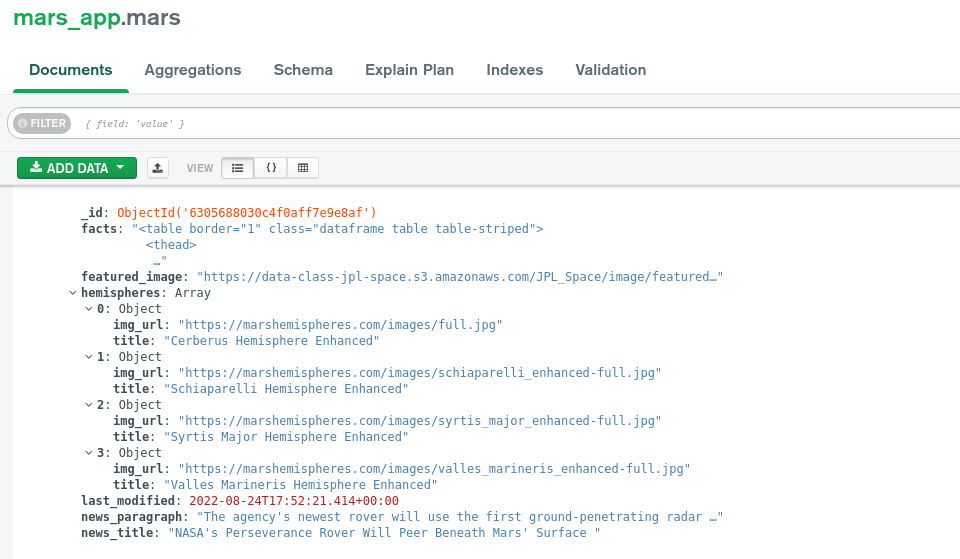 mars_app.mars
Documents Aggregations Schema Explain Plan Indexes Validation
FILTER { field: 'value' }
ADD DATA VIEW {}
_id: ObjectId('6305688030c4f0aff7e9e8af')
facts: "<table border="1" class="dataframe table table-striped">
<thead>
…"
featured_image: "https://data-class-jpl-space.s3.amazonaws.com/JPL_Space/image/featured…"
hemispheres: Array
0: Object
img_url: "https://marshemispheres.com/images/full.jpg"
title: "Cerberus Hemisphere Enhanced"
1: Object
img_url: "https://marshemispheres.com/images/schiaparelli_enhanced-full.jpg"
title: "Schiaparelli Hemisphere Enhanced"
2: Object
img_url: "https://marshemispheres.com/images/syrtis_major_enhanced-full.jpg"
title: "Syrtis Major Hemisphere Enhanced"
3: Object
img_url: "https://marshemispheres.com/images/valles_marineris_enhanced-full.jpg"
title: "Valles Marineris Hemisphere Enhanced"
last_modified: 2022-08-24T17:52:21.414+00:00
news_paragraph: "The agency's newest rover will use the first ground-penetrating radar …"
news_title: "NASA's Perseverance Rover Will Peer Beneath Mars' Surface "